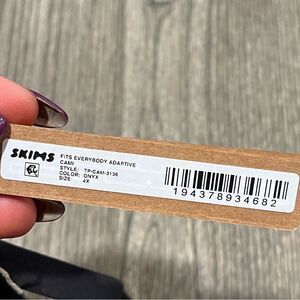 SKIMS
FITS EVERYBODY ADAPTIVE
CAMI
STYLE: TP-CAM-3136
COLOR: ONYX
SIZE: 4X
194378934682